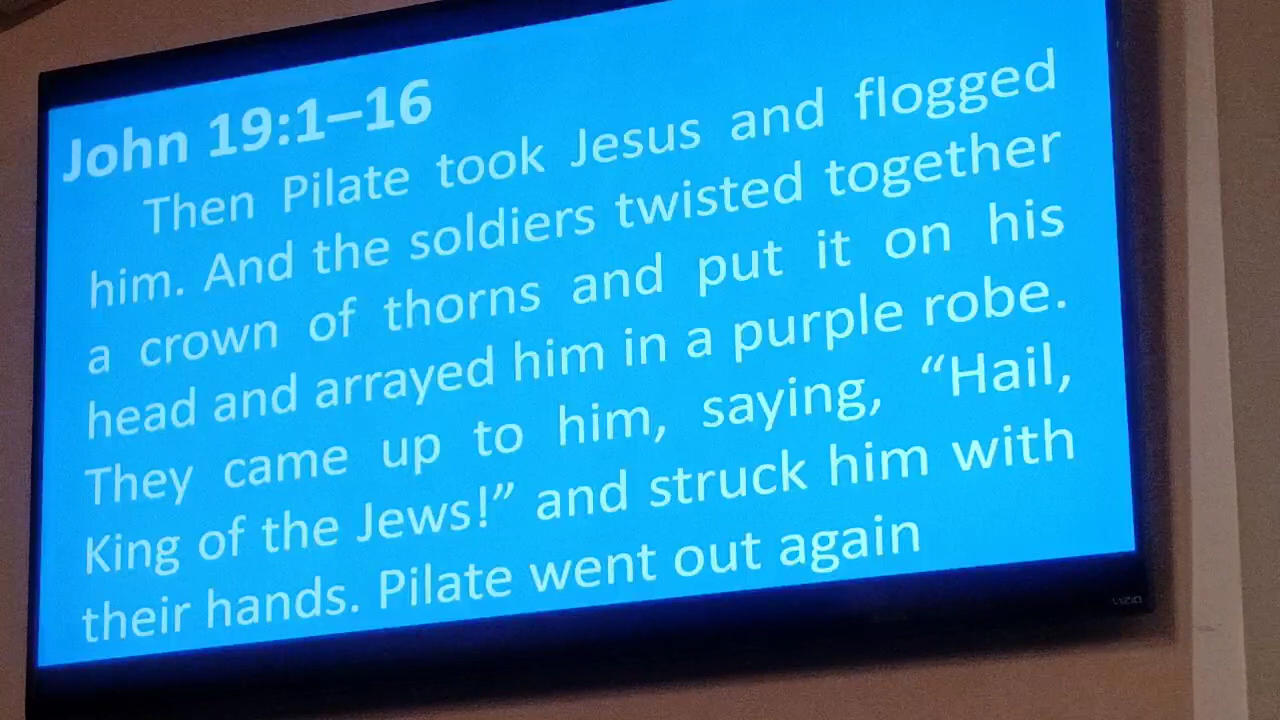 John 19:1–16
Then Pilate took Jesus and flogged
him. And the soldiers twisted together
a crown of thorns and put it on his
head and arrayed him in a purple robe.
They came up to him, saying, “Hail,
King of the Jews!” and struck him with
their hands. Pilate went out again
VIZIO